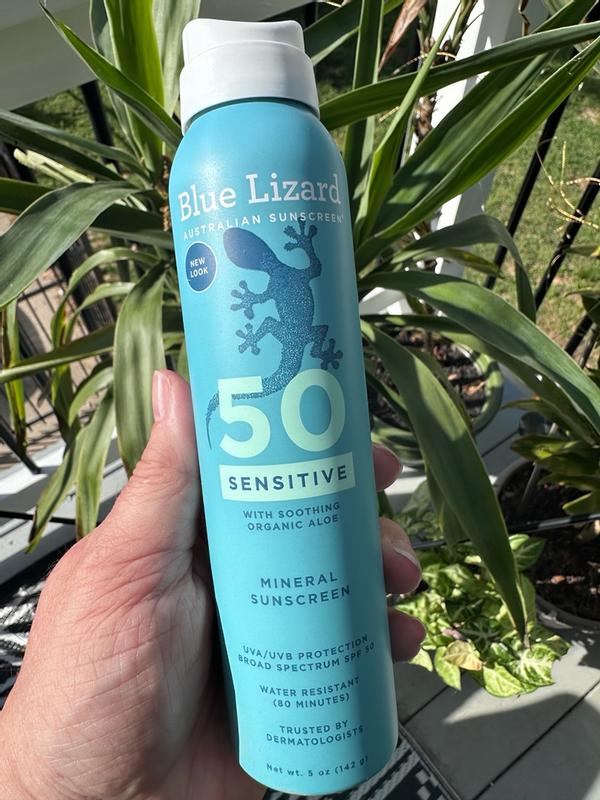 Blue Lizard
AUSTRALIAN SUNSCREEN®
NEW
LOOK
50
SENSITIVE
WITH SOOTHING
ORGANIC ALOE
MINERAL
SUNSCREEN
UVA/UVB PROTECTION
BROAD SPECTRUM SPF 50
WATER RESISTANT
(80 MINUTES)
TRUSTED BY
DERMATOLOGISTS
Net wt. 5 oz (142 g)